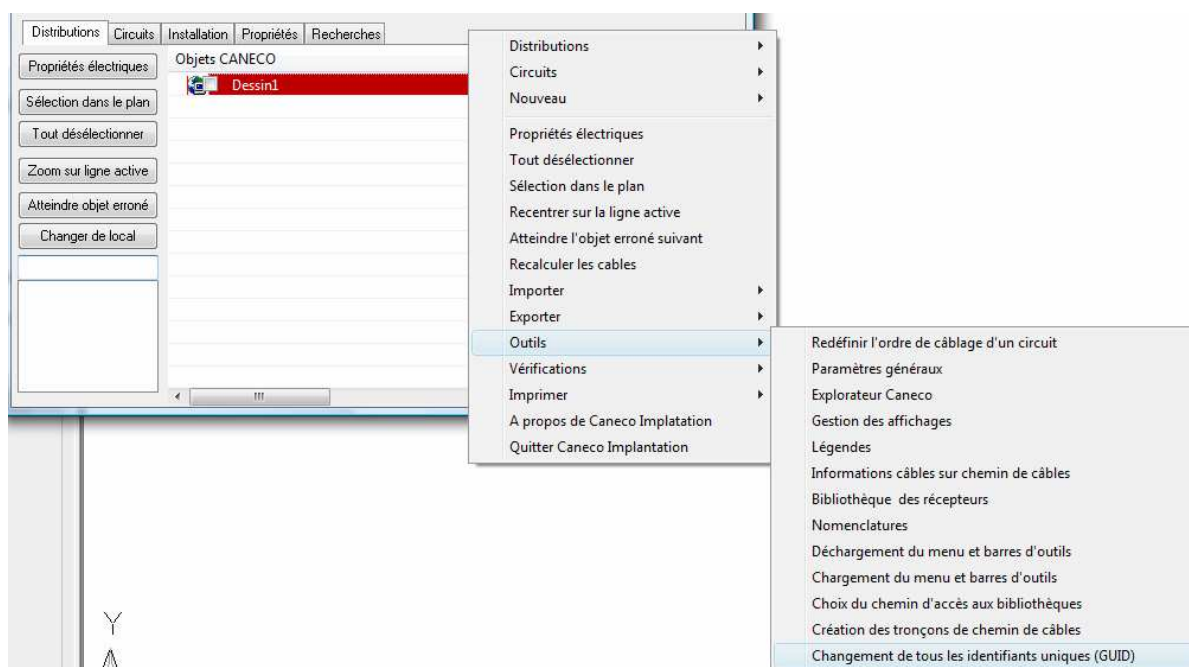 Distributions Circuits Installation Propriétés Recherches
Objets CANECO
Dessin1
Propriétés électriques
Sélection dans le plan
Tout désélectionner
Zoom sur ligne active
Atteindre objet erroné
Changer de local
Distributions
Circuits
Nouveau
Propriétés électriques
Tout désélectionner
Sélection dans le plan
Recentrer sur la ligne active
Atteindre l'objet erroné suivant
Recalculer les cables
Importer
Exporter
Outils
Vérifications
Imprimer
A propos de Caneco Implatation
Quitter Caneco Implantation
Redéfinir l'ordre de câblage d'un circuit
Paramètres généraux
Explorateur Caneco
Gestion des affichages
Légendes
Informations câbles sur chemin de câbles
Bibliothèque des récepteurs
Nomenclatures
Déchargement du menu et barres d'outils
Chargement du menu et barres d'outils
Choix du chemin d'accès aux bibliothèques
Création des tronçons de chemin de câbles
Changement de tous les identifiants uniques (GUID)
Y